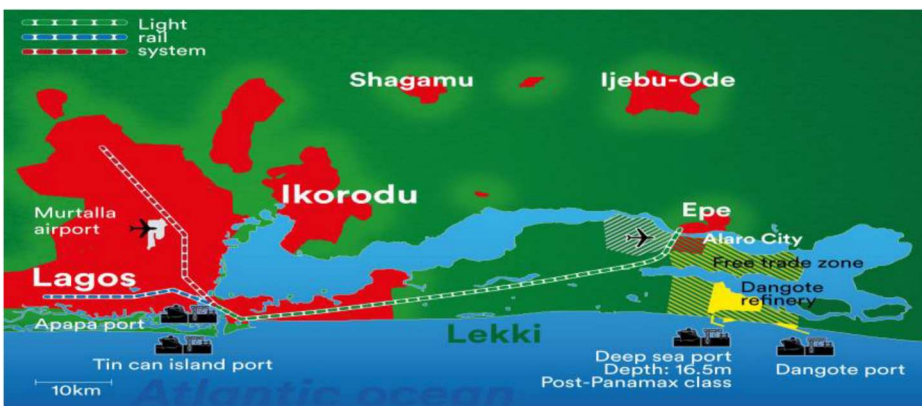 Light
rail
system
Shagamu
Ijebu-Ode
Ikorodu
Murtalla
airport
Epe
Alaro City
Free trade zone
Lagos
Dangote
refinery
Apapa port
Lekki
Tin can island port
Deep sea port
Depth: 16.5m
Post-Panamax class
Dangote port
10km
Atlantic ocean